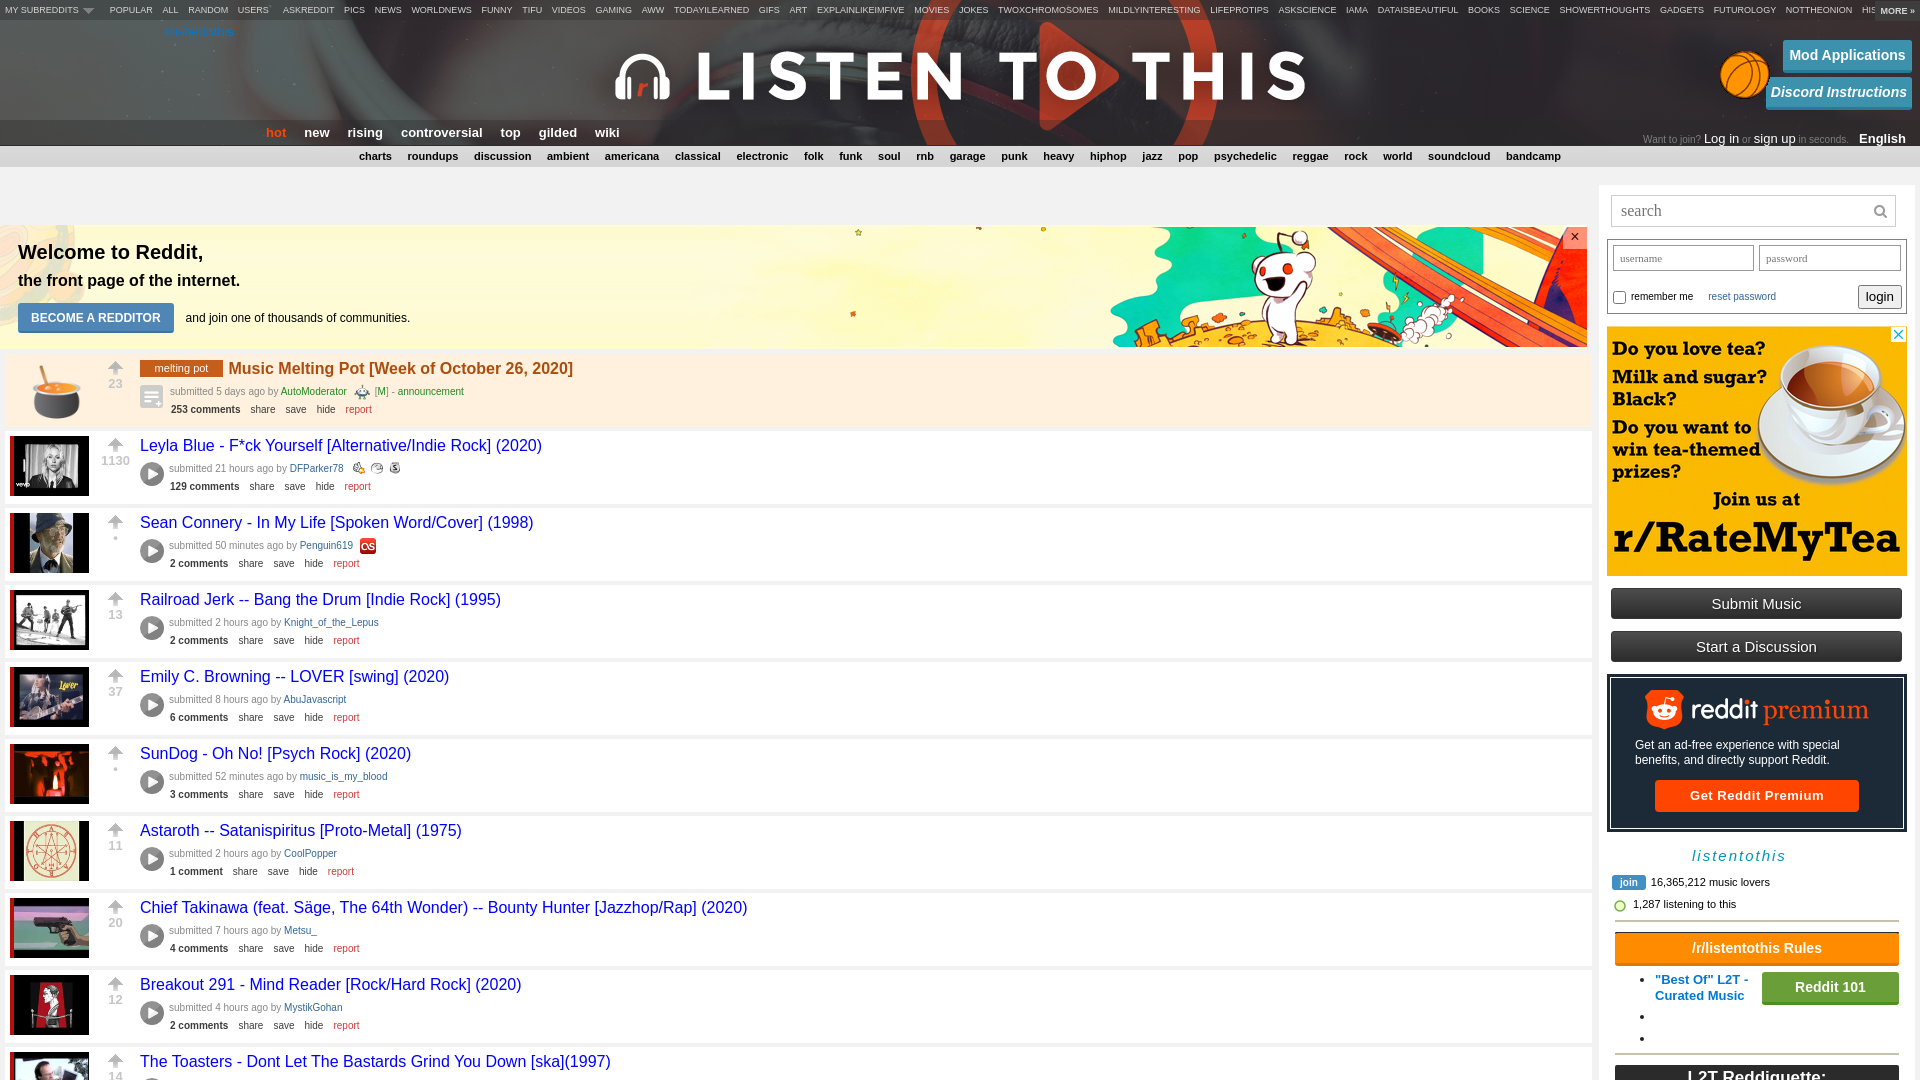 MY SUBREDDITS POPULAR ALL RANDOM USERS ASKREDDIT PICS NEWS WORLDNEWS FUNNY TIFU VIDEOS GAMING AWW TODAYILEARNED GIFS ART EXPLAINLIKEIMFIVE MOVIES JOKES TWOXCHROMOSOMES MILDLYINTERESTING LIFEPROTIPS ASKSCIENCE IAMA DATAISBEAUTIFUL BOOKS SCIENCE SHOWERTHOUGHTS GADGETS FUTUROLOGY NOTTHEONION HIS MORE »
LISTEN TO THIS
Mod Applications
Discord Instructions
hot new rising controversial top gilded wiki
Want to join? Log in or sign up in seconds. English
charts roundups discussion ambient americana classical electronic folk funk soul rnb garage punk heavy hiphop jazz pop psychedelic reggae rock world soundcloud bandcamp
Welcome to Reddit,
the front page of the internet.
BECOME A REDDITOR and join one of thousands of communities.
×
23
melting pot Music Melting Pot [Week of October 26, 2020]
submitted 5 days ago by AutoModerator [M] - announcement
253 comments share save hide report
1130
Leyla Blue - F*ck Yourself [Alternative/Indie Rock] (2020)
submitted 21 hours ago by DFParker78
129 comments share save hide report
vevo
•
Sean Connery - In My Life [Spoken Word/Cover] (1998)
submitted 50 minutes ago by Penguin619
2 comments share save hide report
13
Railroad Jerk -- Bang the Drum [Indie Rock] (1995)
submitted 2 hours ago by Knight_of_the_Lepus
2 comments share save hide report
37
Emily C. Browning -- LOVER [swing] (2020)
submitted 8 hours ago by AbuJavascript
6 comments share save hide report
Lover
•
SunDog - Oh No! [Psych Rock] (2020)
submitted 52 minutes ago by music_is_my_blood
3 comments share save hide report
11
Astaroth -- Satanispiritus [Proto-Metal] (1975)
submitted 2 hours ago by CoolPopper
1 comment share save hide report
20
Chief Takinawa (feat. Säge, The 64th Wonder) -- Bounty Hunter [Jazzhop/Rap] (2020)
submitted 7 hours ago by Metsu_
4 comments share save hide report
12
Breakout 291 - Mind Reader [Rock/Hard Rock] (2020)
submitted 4 hours ago by MystikGohan
2 comments share save hide report
14
The Toasters - Dont Let The Bastards Grind You Down [ska](1997)
search
username password
remember me reset password login
Do you love tea?
Milk and sugar?
Black?
Do you want to
win tea-themed
prizes?
Join us at
r/RateMyTea
Submit Music
Start a Discussion
reddit premium
Get an ad-free experience with special
benefits, and directly support Reddit.
Get Reddit Premium
listentothis
join 16,365,212 music lovers
1,287 listening to this
/r/listentothis Rules
"Best Of" L2T -
Curated Music
Reddit 101
L2T Reddiquette: